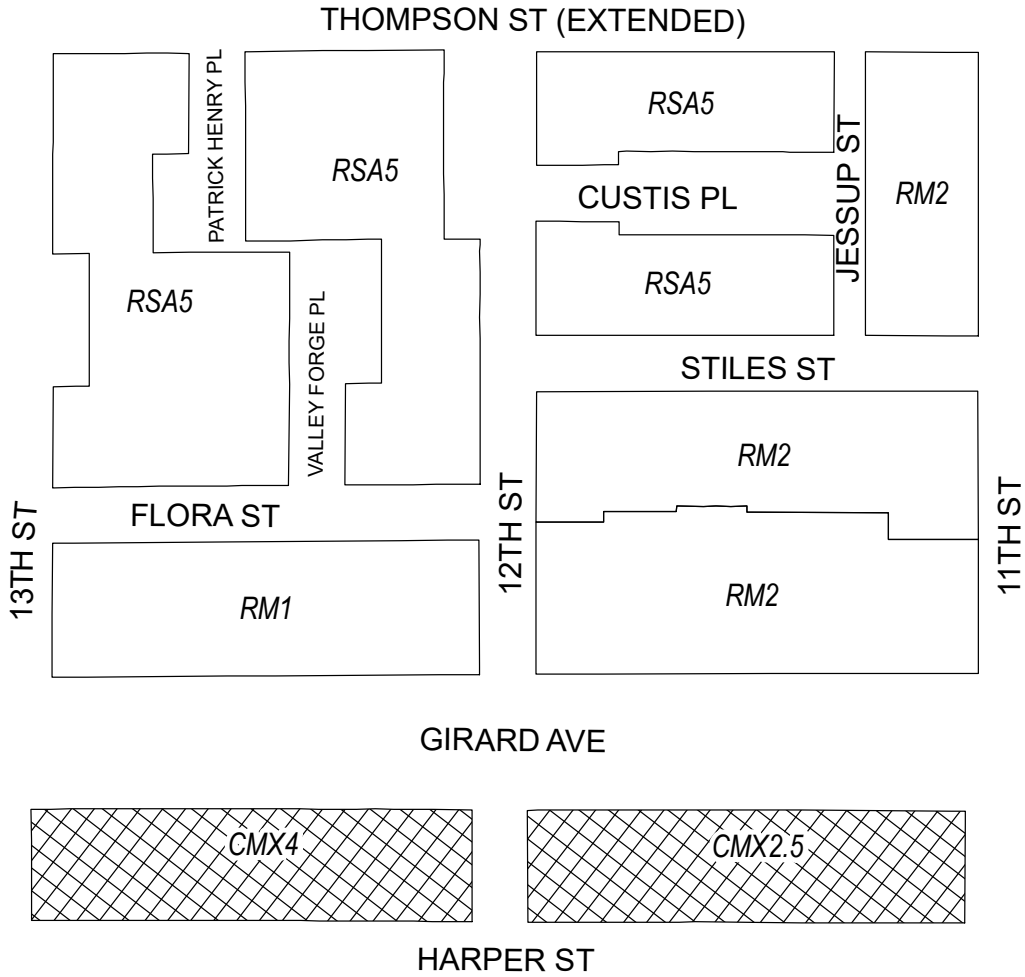 THOMPSON ST (EXTENDED)
PATRICK HENRY PL
RSA5
RSA5
CUSTIS PL
JESSUP ST
RM2
RSA5
RSA5
VALLEY FORGE PL
STILES ST
RM2
13TH ST
FLORA ST
12TH ST
11TH ST
RM1
RM2
GIRARD AVE
CMX4
CMX2.5
HARPER ST